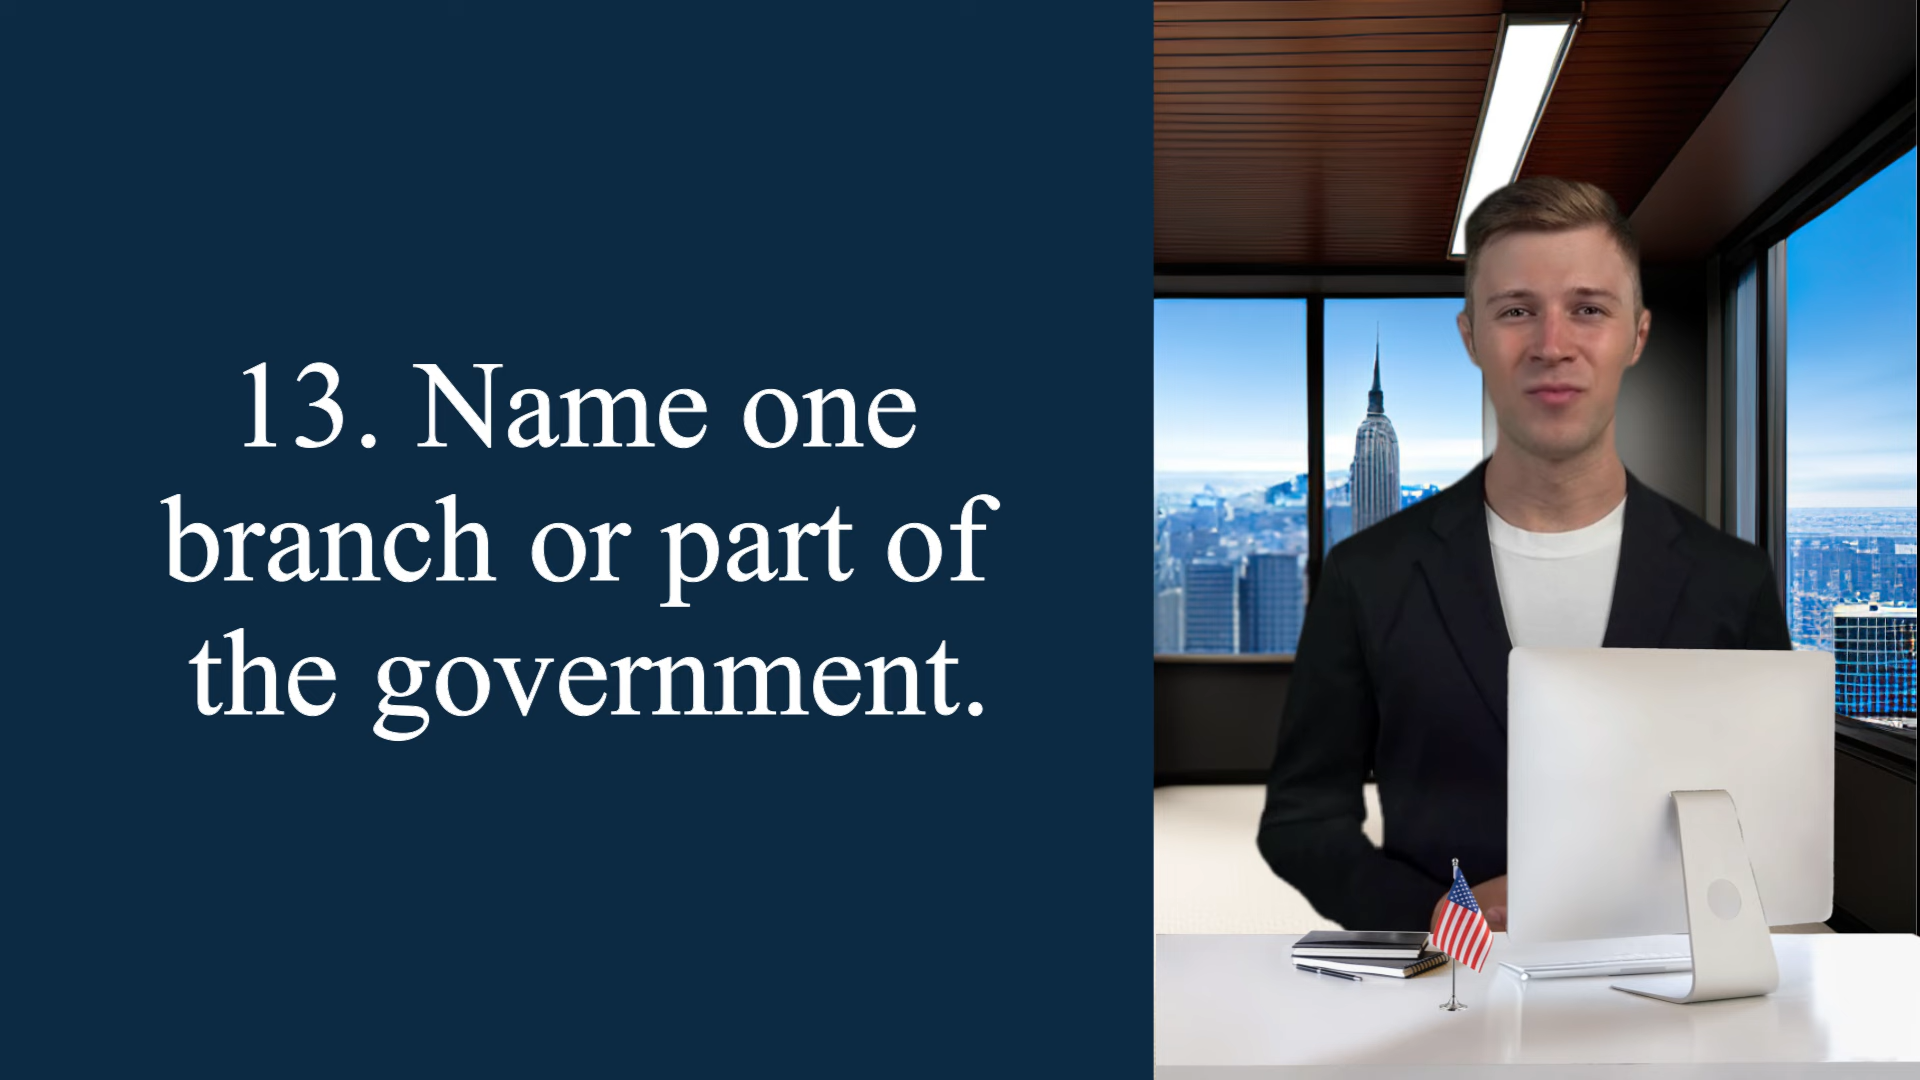 13. Name one
branch or part of
the government.